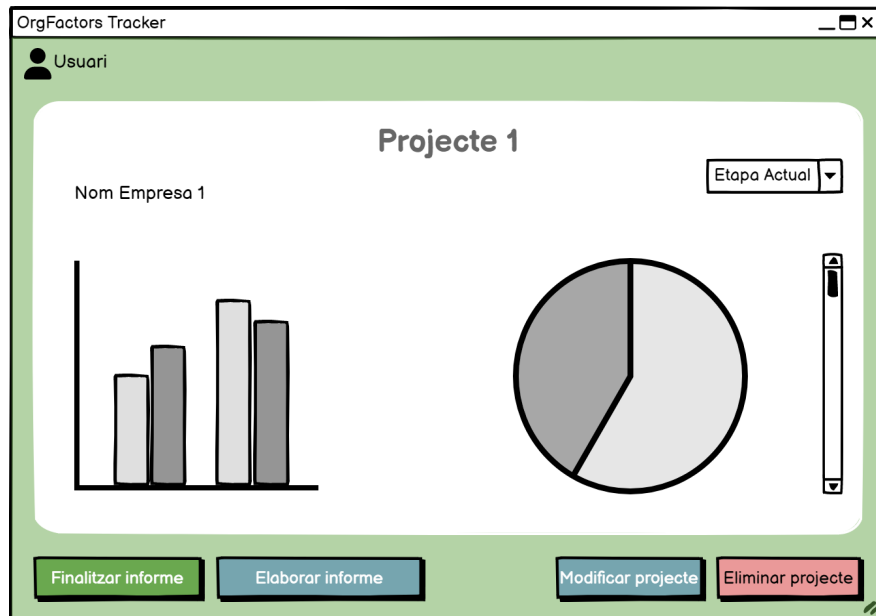 OrgFactors Tracker
Usuari
Projecte 1
Etapa Actual
Nom Empresa 1
Finalitzar informe
Elaborar informe
Modificar projecte
Eliminar projecte